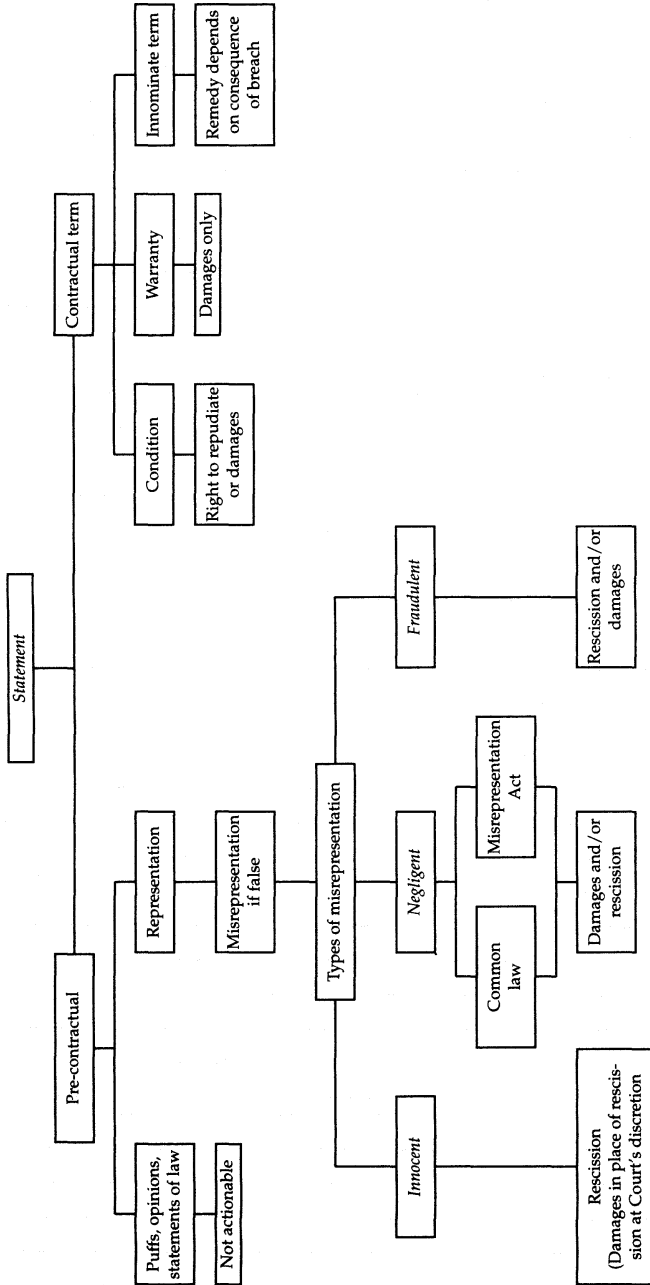 Statement
Pre-contractual
Contractual term
Puffs, opinions,
statements of law
Not actionable
Representation
Misrepresentation
if false
Condition
Right to repudiate
or damages
Warranty
Damages only
Innominate term
Remedy depends
on consequence
of breach
Types of misrepresentation
Innocent
Negligent
Fraudulent
Common
law
Misrepresentation
Act
Rescission
(Damages in place of rescis-
sion at Court's discretion
Damages and/or
rescission
Rescission and/or
damages